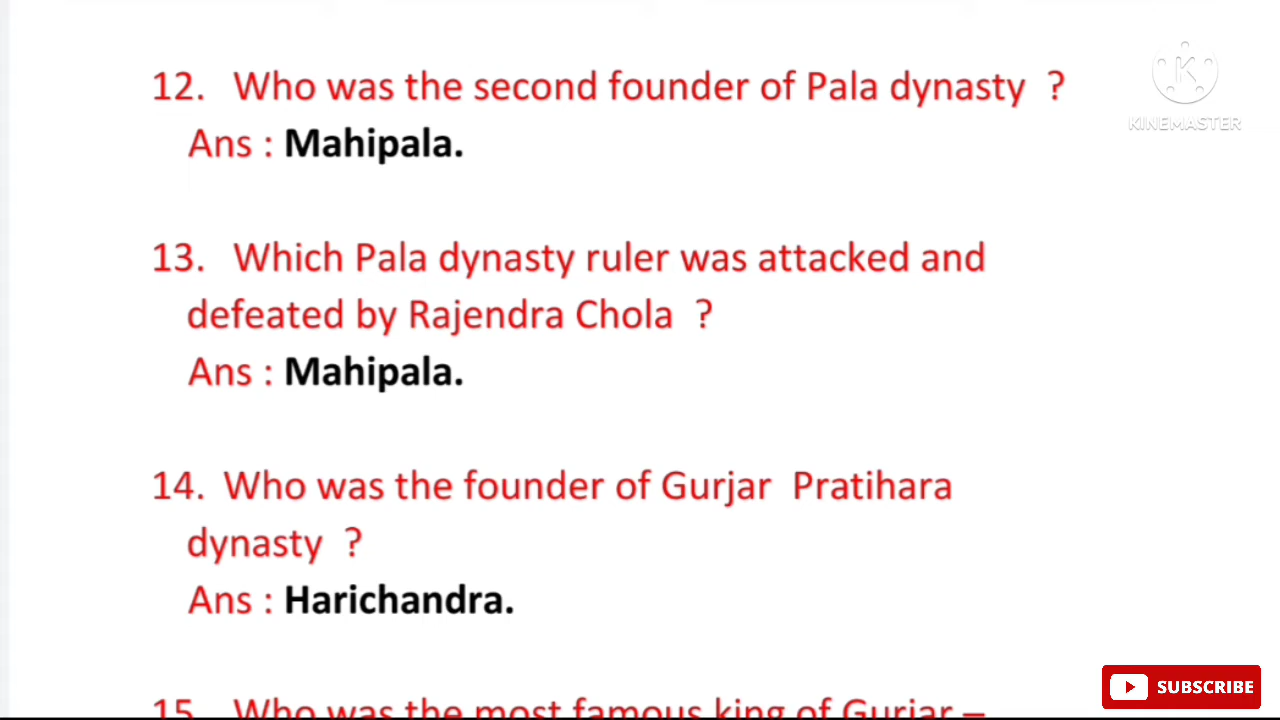 12. Who was the second founder of Pala dynasty ?
Ans : Mahipala.
KINEMASTER
13. Which Pala dynasty ruler was attacked and
defeated by Rajendra Chola ?
Ans : Mahipala.
14. Who was the founder of Gurjar Pratihara
dynasty ?
Ans : Harichandra.
15. Who was the most famous king of Gurjar –
SUBSCRIBE